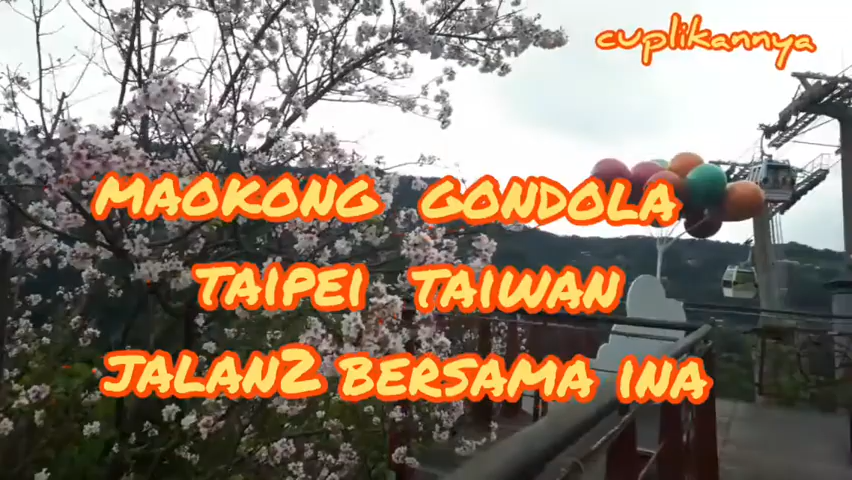 cuplikannya
MAOKONG GONDOLA
TAIPEI TAIWAN
JALAN2 BERSAMA INA